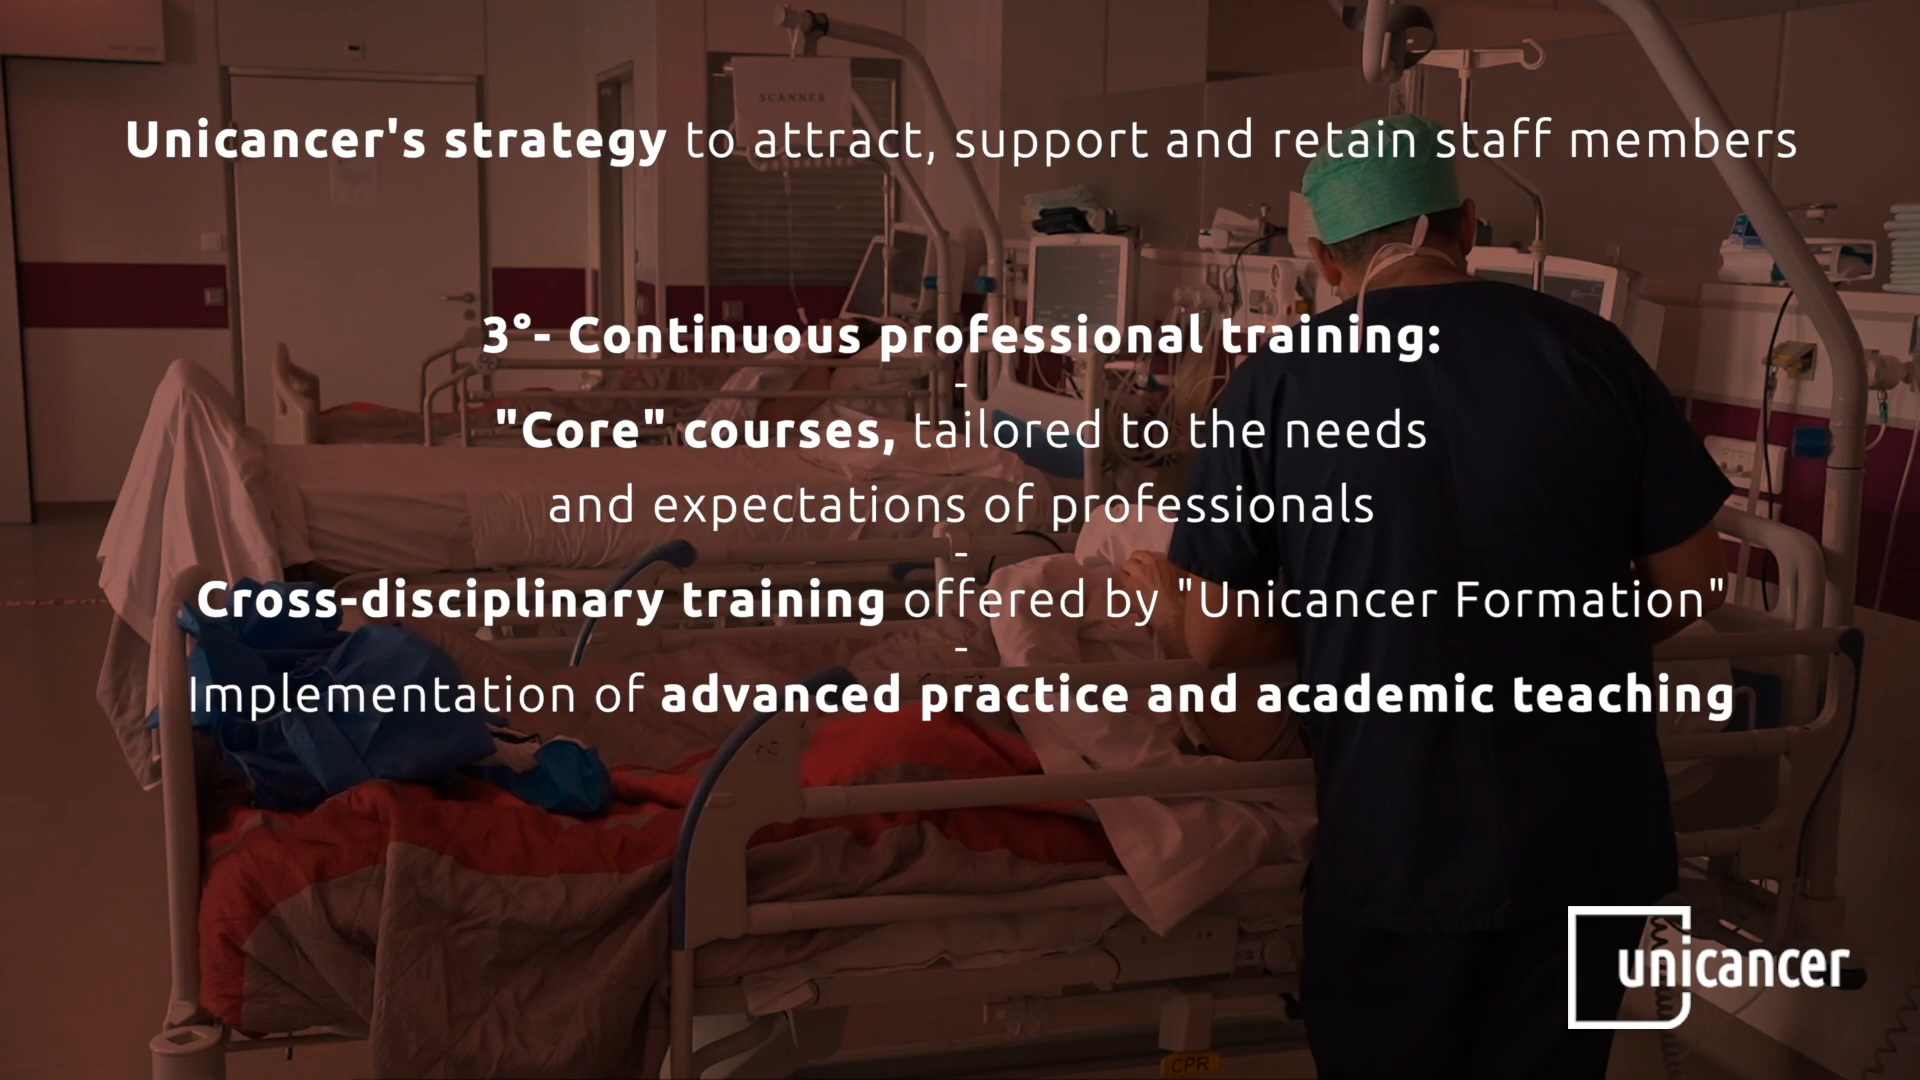 SCANNER
Unicancer's strategy to attract, support and retain staff members
3°- Continuous professional training:
-
"Core" courses, tailored to the needs
and expectations of professionals
-
Cross-disciplinary training offered by "Unicancer Formation"
-
Implementation of advanced practice and academic teaching
unicancer
CPR